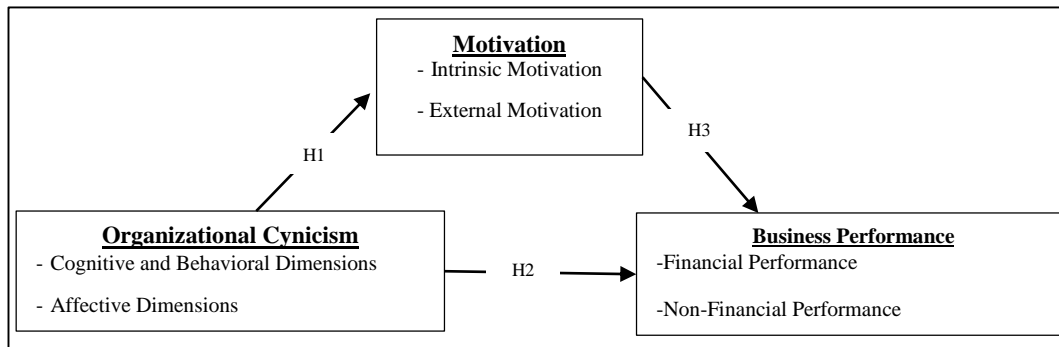 Motivation
- Intrinsic Motivation
- External Motivation
H1
H3
Organizational Cynicism
- Cognitive and Behavioral Dimensions
- Affective Dimensions
H2
Business Performance
-Financial Performance
-Non-Financial Performance